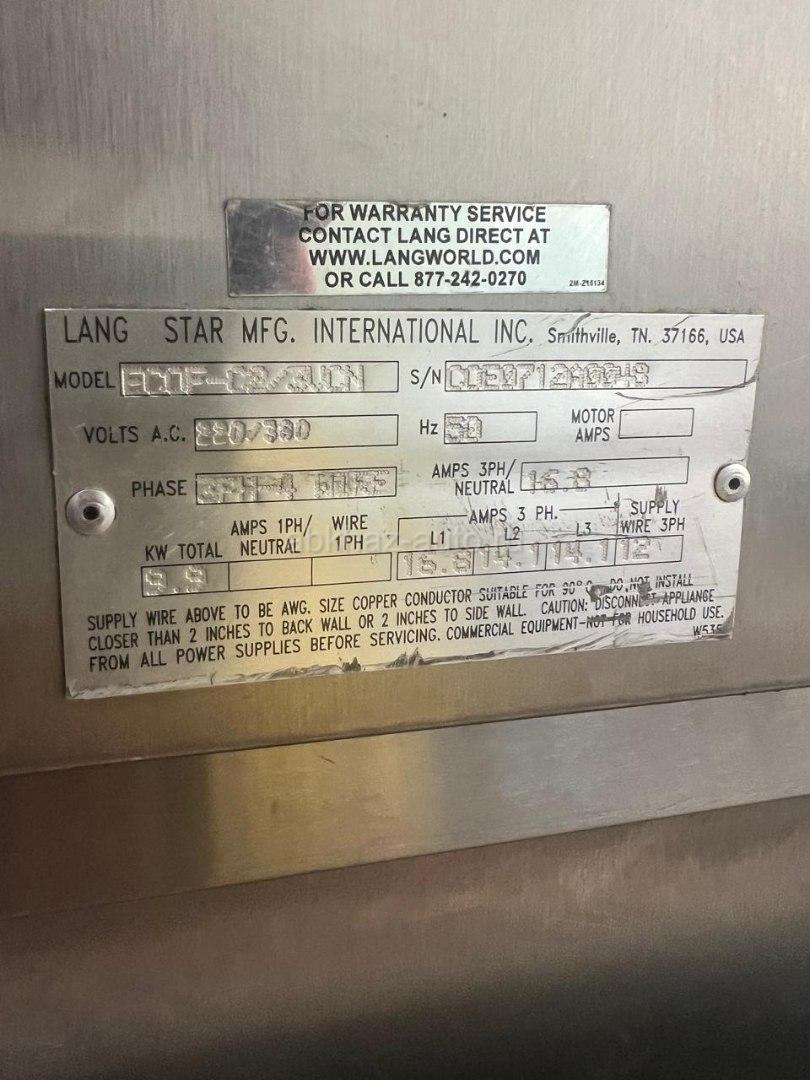 FOR WARRANTY SERVICE
CONTACT LANG DIRECT AT
WWW.LANGWORLD.COM
OR CALL 877-242-0270
LANG STAR MFG. INTERNATIONAL INC. Smithville, TN. 37166, USA
MODEL S/N
VOLTS A.C. 220/380 Hz 50 MOTOR AMPS
PHASE 3PH-4 WIRE AMPS 3PH/ NEUTRAL 16.8
KW TOTAL AMPS 1PH/ NEUTRAL WIRE 1PH AMPS 3 PH. L1 L2 L3 SUPPLY WIRE 3PH
9.9 16.8 14.1 14.1 12
SUPPLY WIRE ABOVE TO BE AWG. SIZE COPPER CONDUCTOR SUITABLE FOR 90° C. DO NOT INSTALL
CLOSER THAN 2 INCHES TO BACK WALL OR 2 INCHES TO SIDE WALL. CAUTION: DISCONNECT APPLIANCE
FROM ALL POWER SUPPLIES BEFORE SERVICING. COMMERCIAL EQUIPMENT-NOT FOR HOUSEHOLD USE.